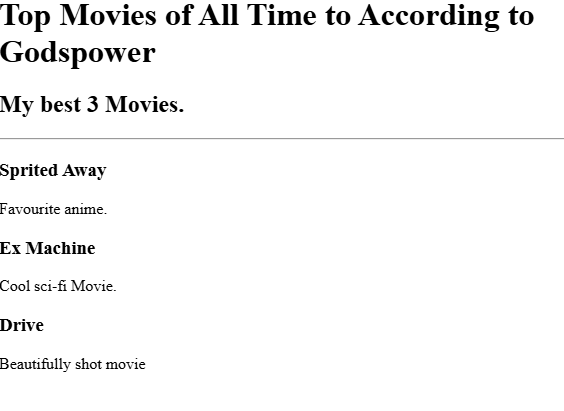 Top Movies of All Time to According to
Godspower
My best 3 Movies.
Sprited Away
Favourite anime.
Ex Machine
Cool sci-fi Movie.
Drive
Beautifully shot movie